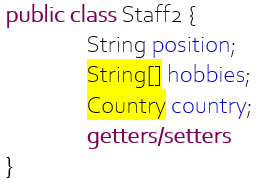 public class Staff2 {
String position;
String[] hobbies;
Country country;
getters/setters
}